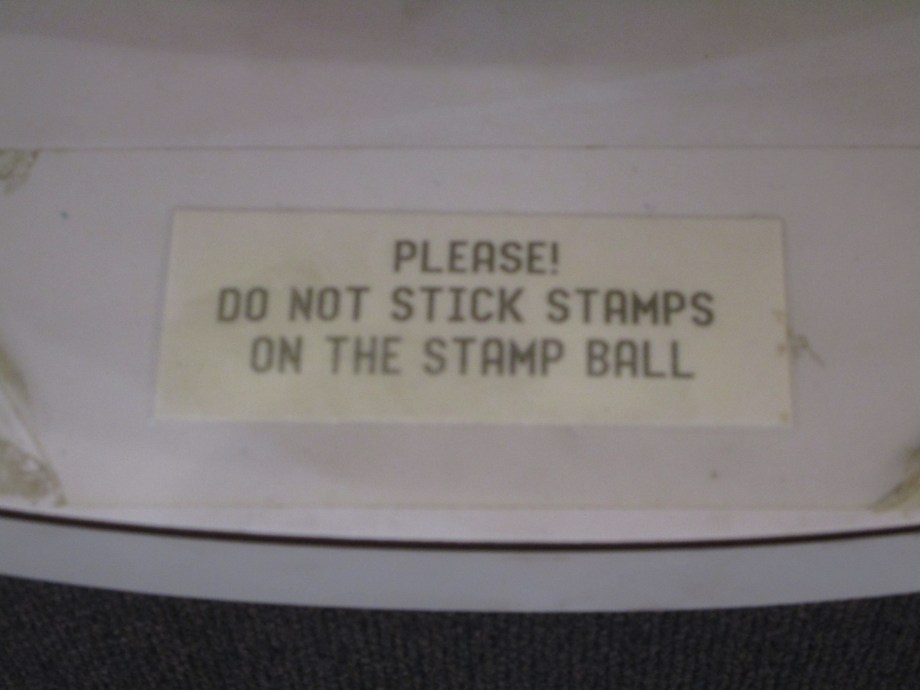 PLEASE!
DO NOT STICK STAMPS
ON THE STAMP BALL